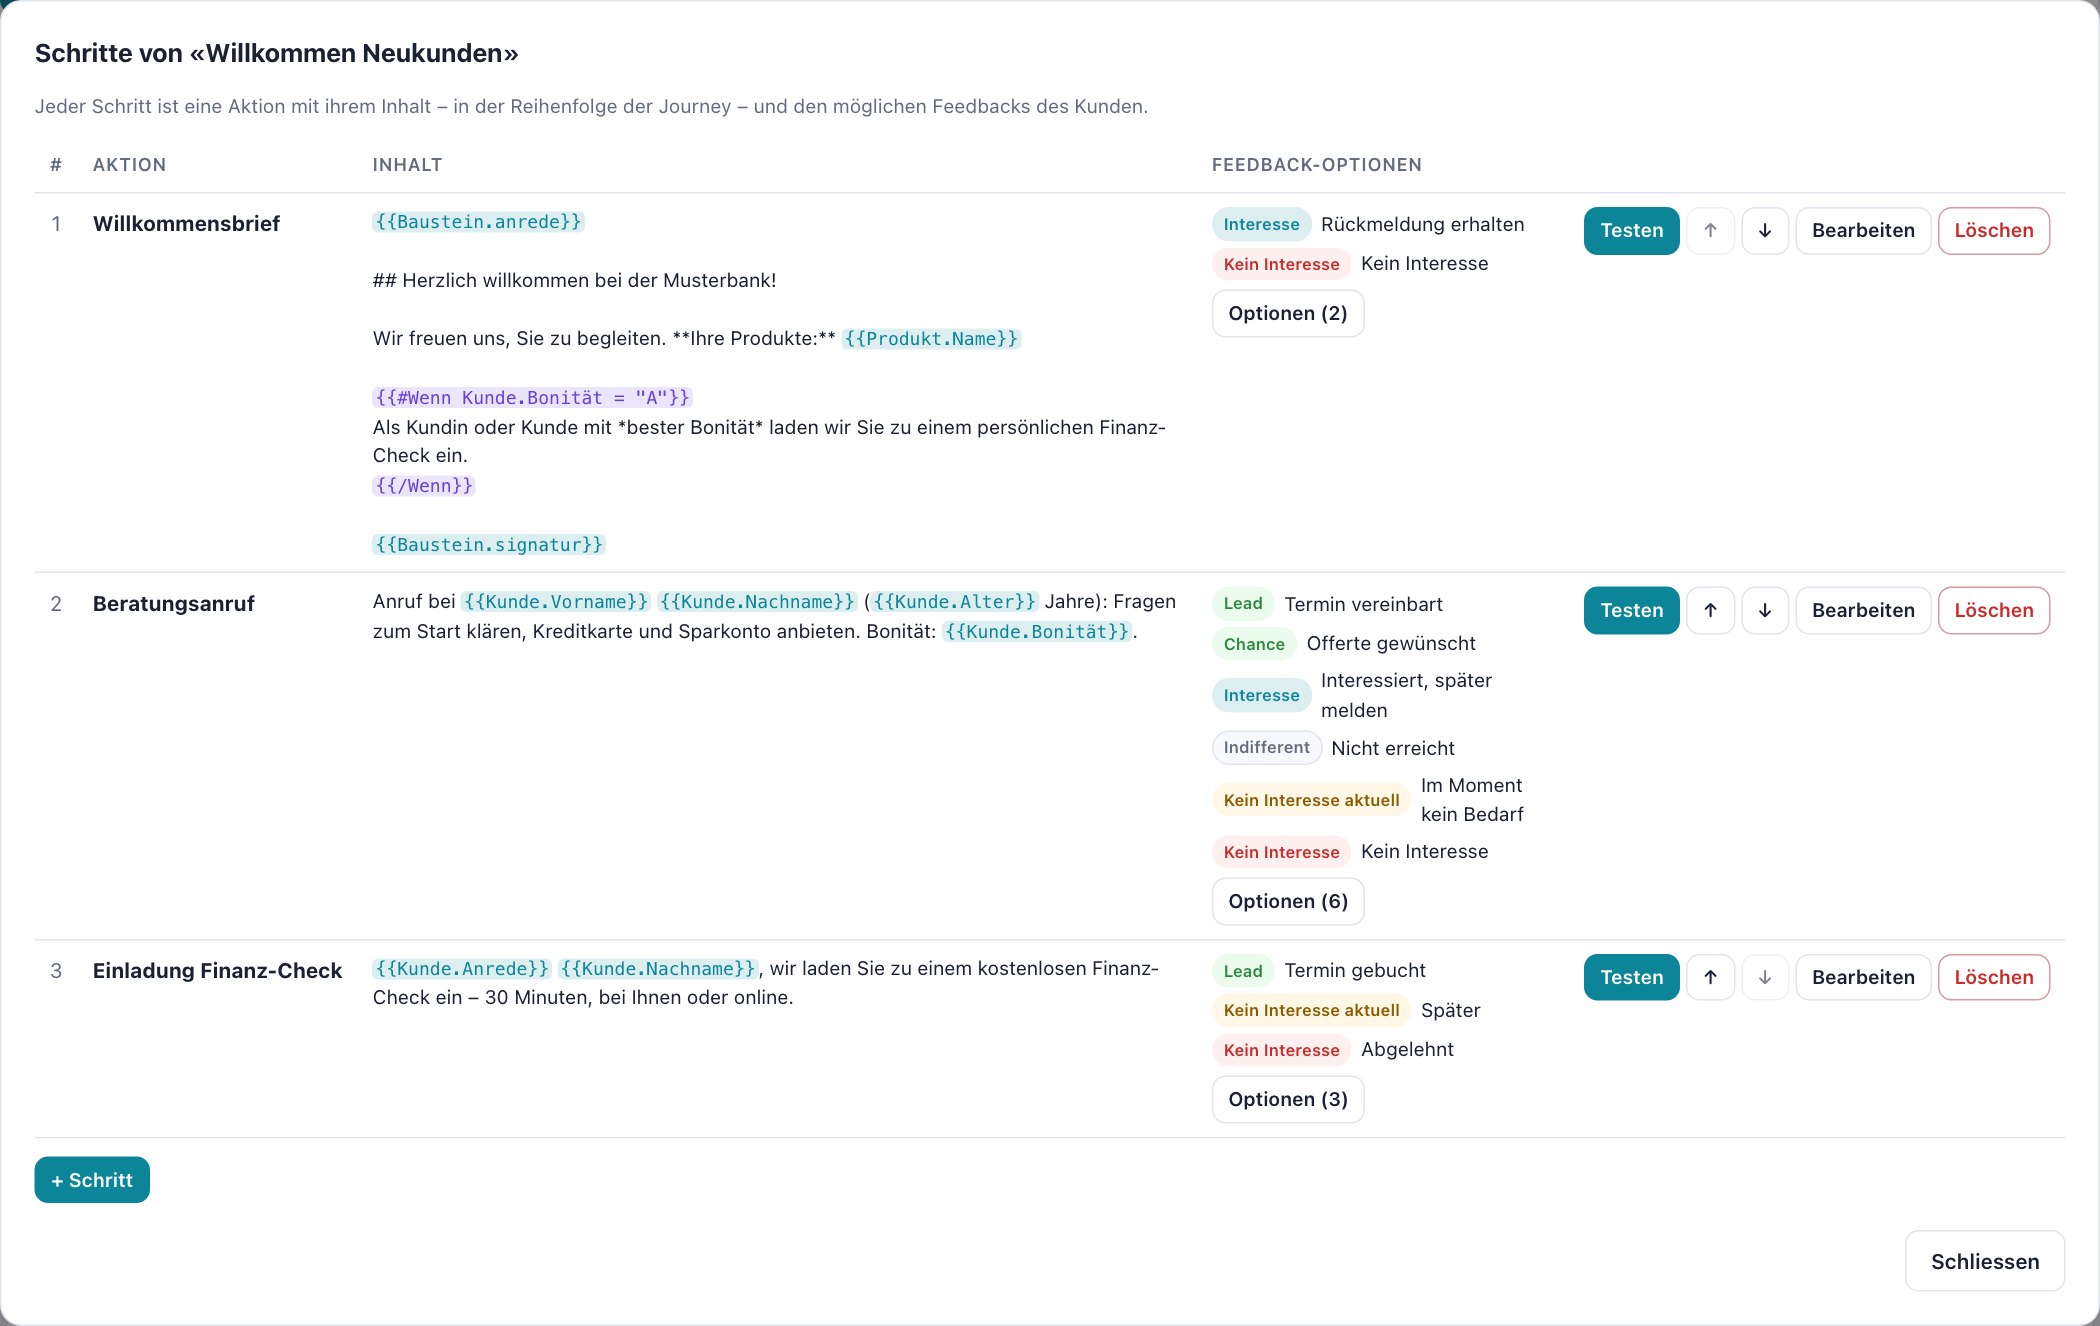 Schritte von «Willkommen Neukunden»
Jeder Schritt ist eine Aktion mit ihrem Inhalt – in der Reihenfolge der Journey – und den möglichen Feedbacks des Kunden.
# AKTION INHALT FEEDBACK-OPTIONEN
1 Willkommensbrief
{{Baustein.anrede}}
## Herzlich willkommen bei der Musterbank!
Wir freuen uns, Sie zu begleiten. **Ihre Produkte:** {{Produkt.Name}}
{{#Wenn Kunde.Bonität = "A"}}
Als Kundin oder Kunde mit *bester Bonität* laden wir Sie zu einem persönlichen Finanz-
Check ein.
{{/Wenn}}
{{Baustein.signatur}}
Interesse Rückmeldung erhalten
Kein Interesse Kein Interesse
Optionen (2)
Testen ↑ ↓ Bearbeiten Löschen
2 Beratungsanruf
Anruf bei {{Kunde.Vorname}} {{Kunde.Nachname}} ({{Kunde.Alter}} Jahre): Fragen
zum Start klären, Kreditkarte und Sparkonto anbieten. Bonität: {{Kunde.Bonität}}.
Lead Termin vereinbart
Chance Offerte gewünscht
Interesse Interessiert, später
melden
Indifferent Nicht erreicht
Kein Interesse aktuell Im Moment
kein Bedarf
Kein Interesse Kein Interesse
Optionen (6)
Testen ↑ ↓ Bearbeiten Löschen
3 Einladung Finanz-Check
{{Kunde.Anrede}} {{Kunde.Nachname}}, wir laden Sie zu einem kostenlosen Finanz-
Check ein – 30 Minuten, bei Ihnen oder online.
Lead Termin gebucht
Kein Interesse aktuell Später
Kein Interesse Abgelehnt
Optionen (3)
Testen ↑ ↓ Bearbeiten Löschen
+ Schritt
Schliessen